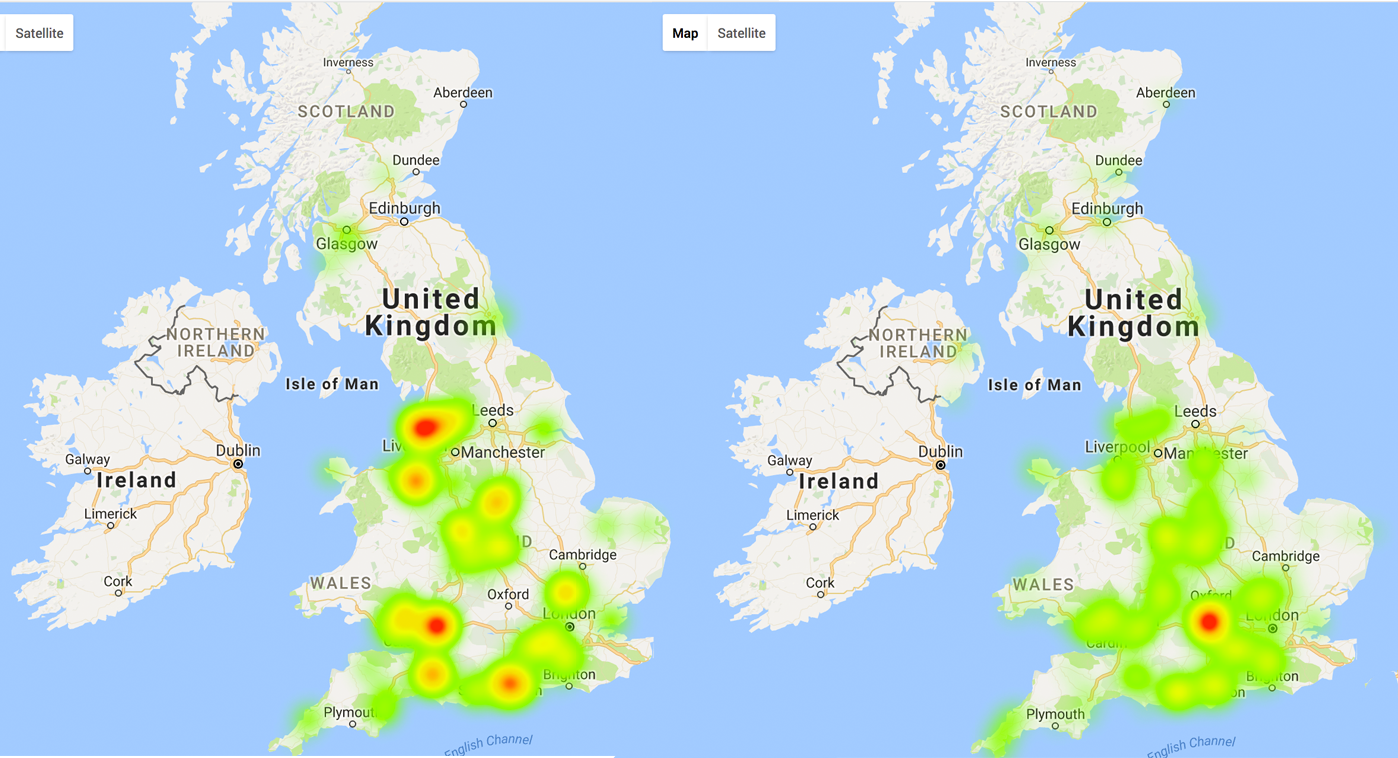 Satellite
Inverness
SCOTLAND
Aberdeen
Dundee
Edinburgh
Glasgow
United
Kingdom
NORTHERN
IRELAND
Isle of Man
Leeds
Liv
Manchester
Dublin
Galway
Ireland
Limerick
Cork
WALES
Cambridge
Oxford
London
Brighton
Plymout
English Channel
Map
Satellite
Inverness
SCOTLAND
Aberdeen
Dundee
Edinburgh
Glasgow
United
Kingdom
NORTHERN
IRELAND
Isle of Man
Leeds
Liverpool
Manchester
Dublin
Galway
Ireland
Limerick
Cork
WALES
Cambridge
Oxford
London
Cardiff
Brighton
Plymouth
English Channel